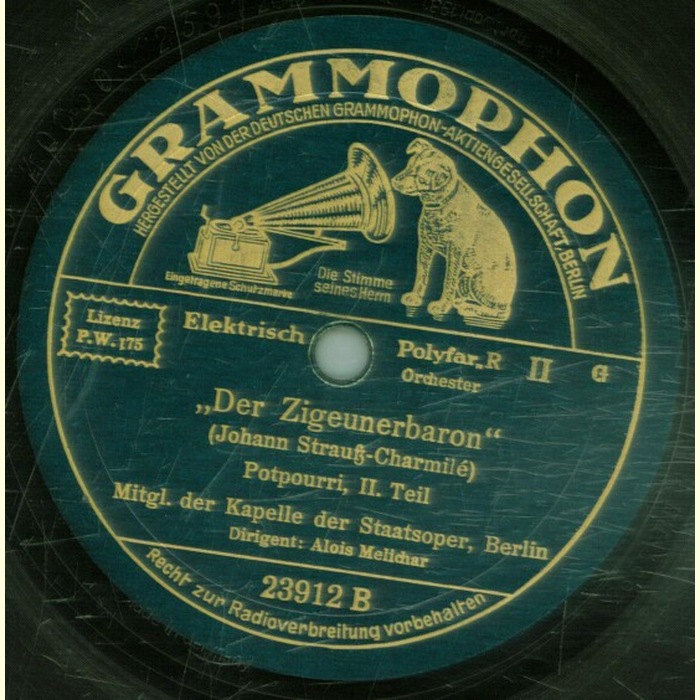 GRAMMOPHON
HERGESTELLT VON DER DEUTSCHEN GRAMMOPHON-AKTIENGESELLSCHAFT, BERLIN
Eingetragene Schutzmarke
Die Stimme
seines Herrn
Lizenz
P.W.175
Elektrisch
Polyfar.R
Orchester
II
G
„Der Zigeunerbaron“
(Johann Strauß-Charmilé)
Potpourri, II. Teil
Mitgl. der Kapelle der Staatsoper, Berlin
Dirigent: Alois Melichar
23912 B
Recht zur Radioverbreitung vorbehalten